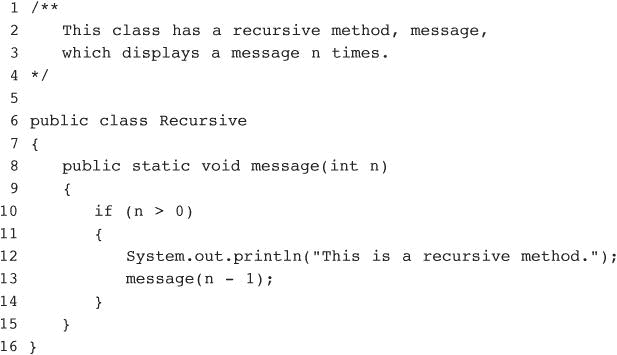 1 /**
2    This class has a recursive method, message,
3    which displays a message n times.
4 */
5
6 public class Recursive
7 {
8    public static void message(int n)
9    {
10      if (n > 0)
11      {
12         System.out.println("This is a recursive method.");
13         message(n - 1);
14      }
15   }
16 }